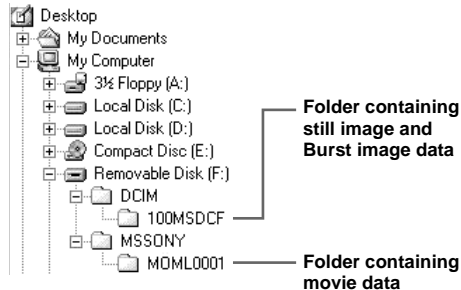 Desktop
My Documents
My Computer
3½ Floppy (A:)
Local Disk (C:)
Local Disk (D:)
Compact Disc (E:)
Removable Disk (F:)
DCIM
100MSDCF
MSSONY
MOML0001
Folder containing
still image and
Burst image data
Folder containing
movie data